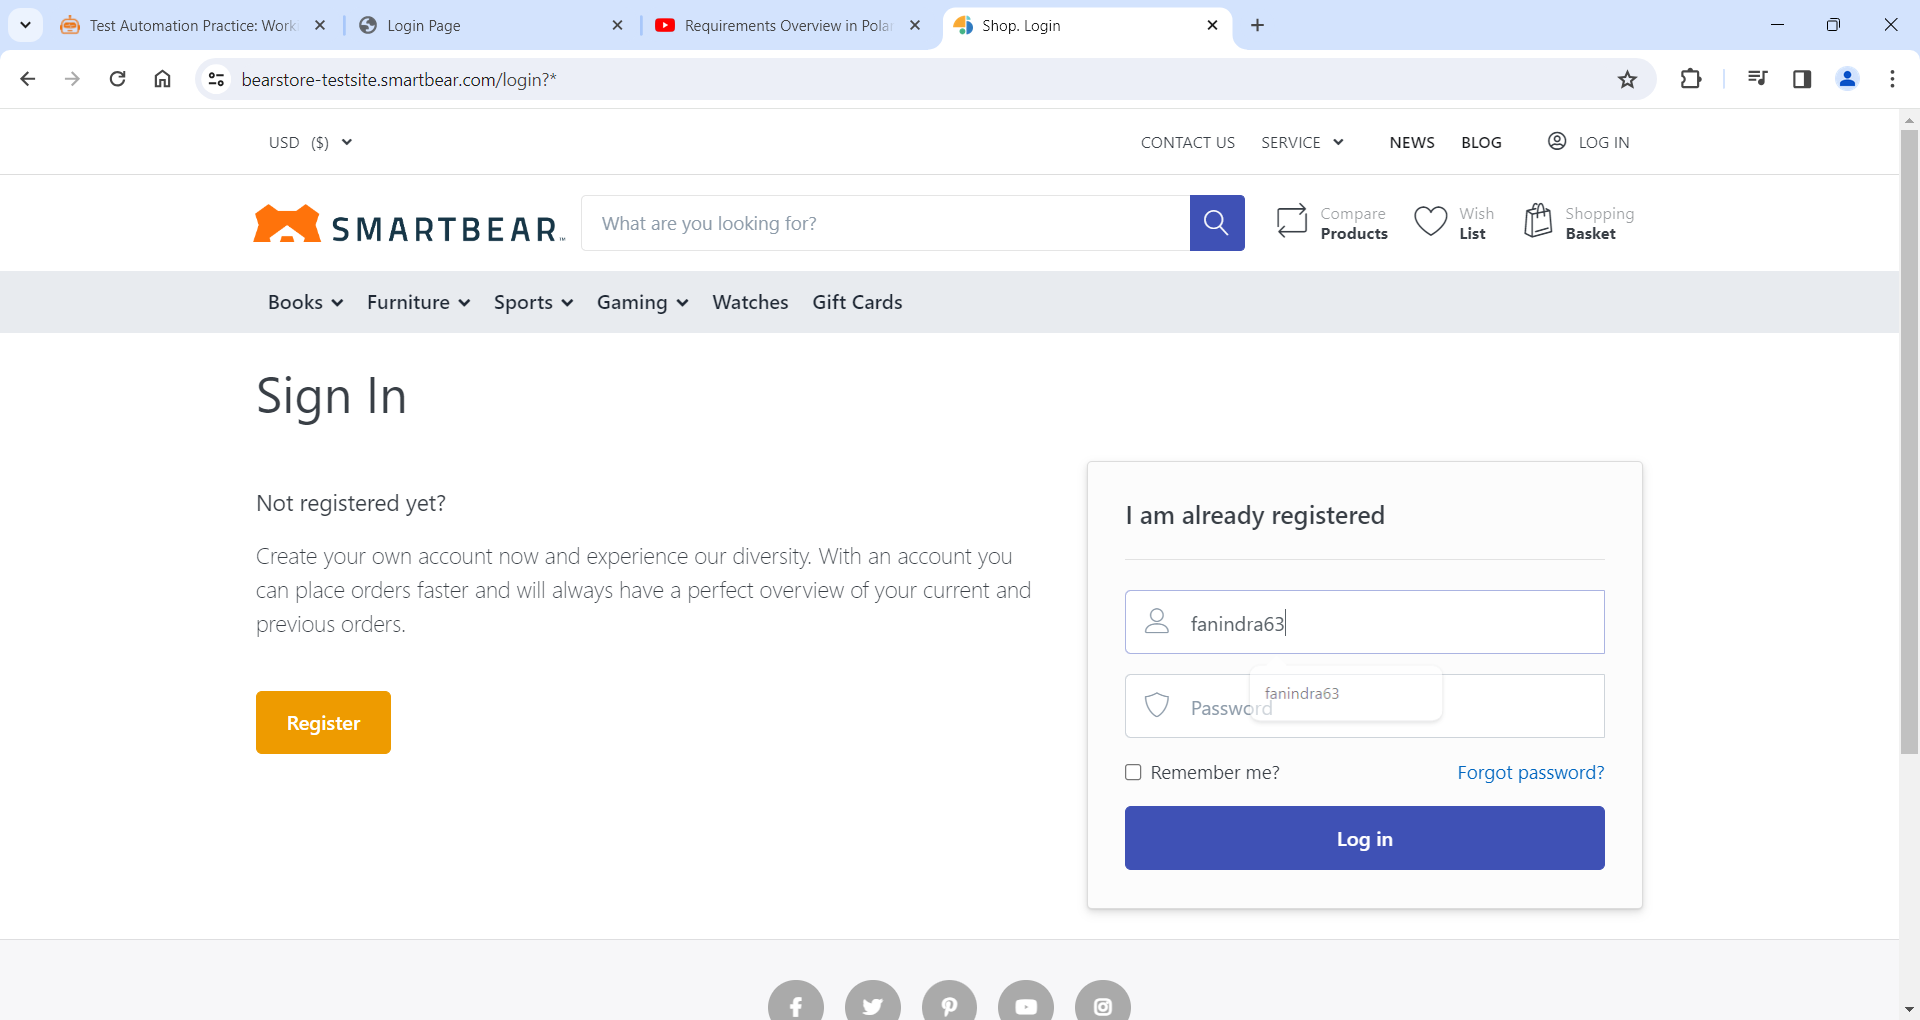 Test Automation Practice: Worki
Login Page
Requirements Overview in Polar
Shop. Login
bearstore-testsite.smartbear.com/login?*
USD ($)
CONTACT US
SERVICE
NEWS
BLOG
LOG IN
SMARTBEAR™
What are you looking for?
Compare
Products
Wish
List
Shopping
Basket
Books
Furniture
Sports
Gaming
Watches
Gift Cards
Sign In
Not registered yet?
Create your own account now and experience our diversity. With an account you
can place orders faster and will always have a perfect overview of your current and
previous orders.
Register
I am already registered
fanindra63
fanindra63
Password
Remember me?
Forgot password?
Log in